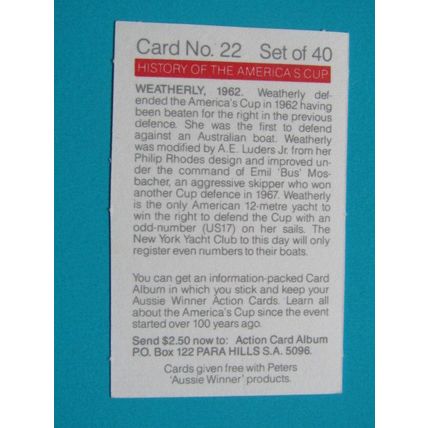 Card No. 22 Set of 40
HISTORY OF THE AMERICA'S CUP
WEATHERLY, 1962. Weatherly def-
ended the America's Cup in 1962 having
been beaten for the right in the previous
defence. She was the first to defend
against an Australian boat. Weatherly
was modified by A.E. Luders Jr. from her
Philip Rhodes design and improved un-
der the command of Emil 'Bus' Mos-
bacher, an aggressive skipper who won
another Cup defence in 1967. Weatherly
is the only American 12-metre yacht to
win the right to defend the Cup with an
odd-number (US17) on her sails. The
New York Yacht Club to this day will only
register even numbers to their boats.
You can get an information-packed Card
Album in which you stick and keep your
Aussie Winner Action Cards. Learn all
about the America's Cup since the event
started over 100 years ago.
Send $2.50 now to: Action Card Album
P.O. Box 122 PARA HILLS S.A. 5096.
Cards given free with Peters
'Aussie Winner' products.